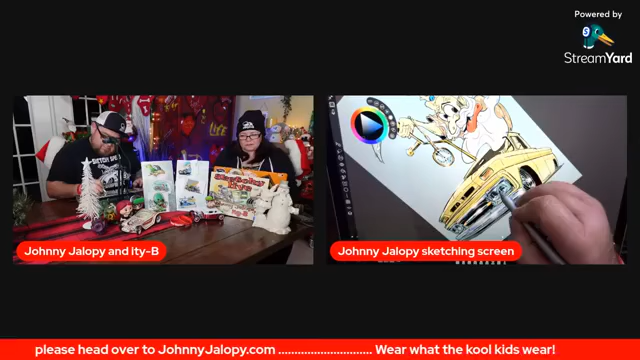 Powered by
StreamYard
LIFE
Johnny Jalopy and Ity-B
Johnny Jalopy sketching screen
please head over to JohnnyJalopy.com ............................. Wear what the kool kids wear!